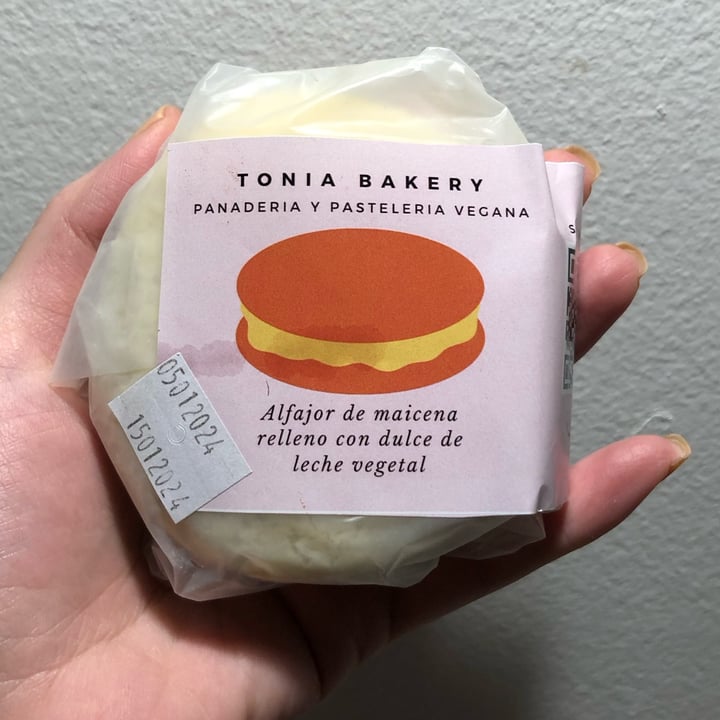 TONIA BAKERY
PANADERIA Y PASTELERIA VEGANA
S
Alfajor de maicena
relleno con dulce de
leche vegetal
05012024
15012024